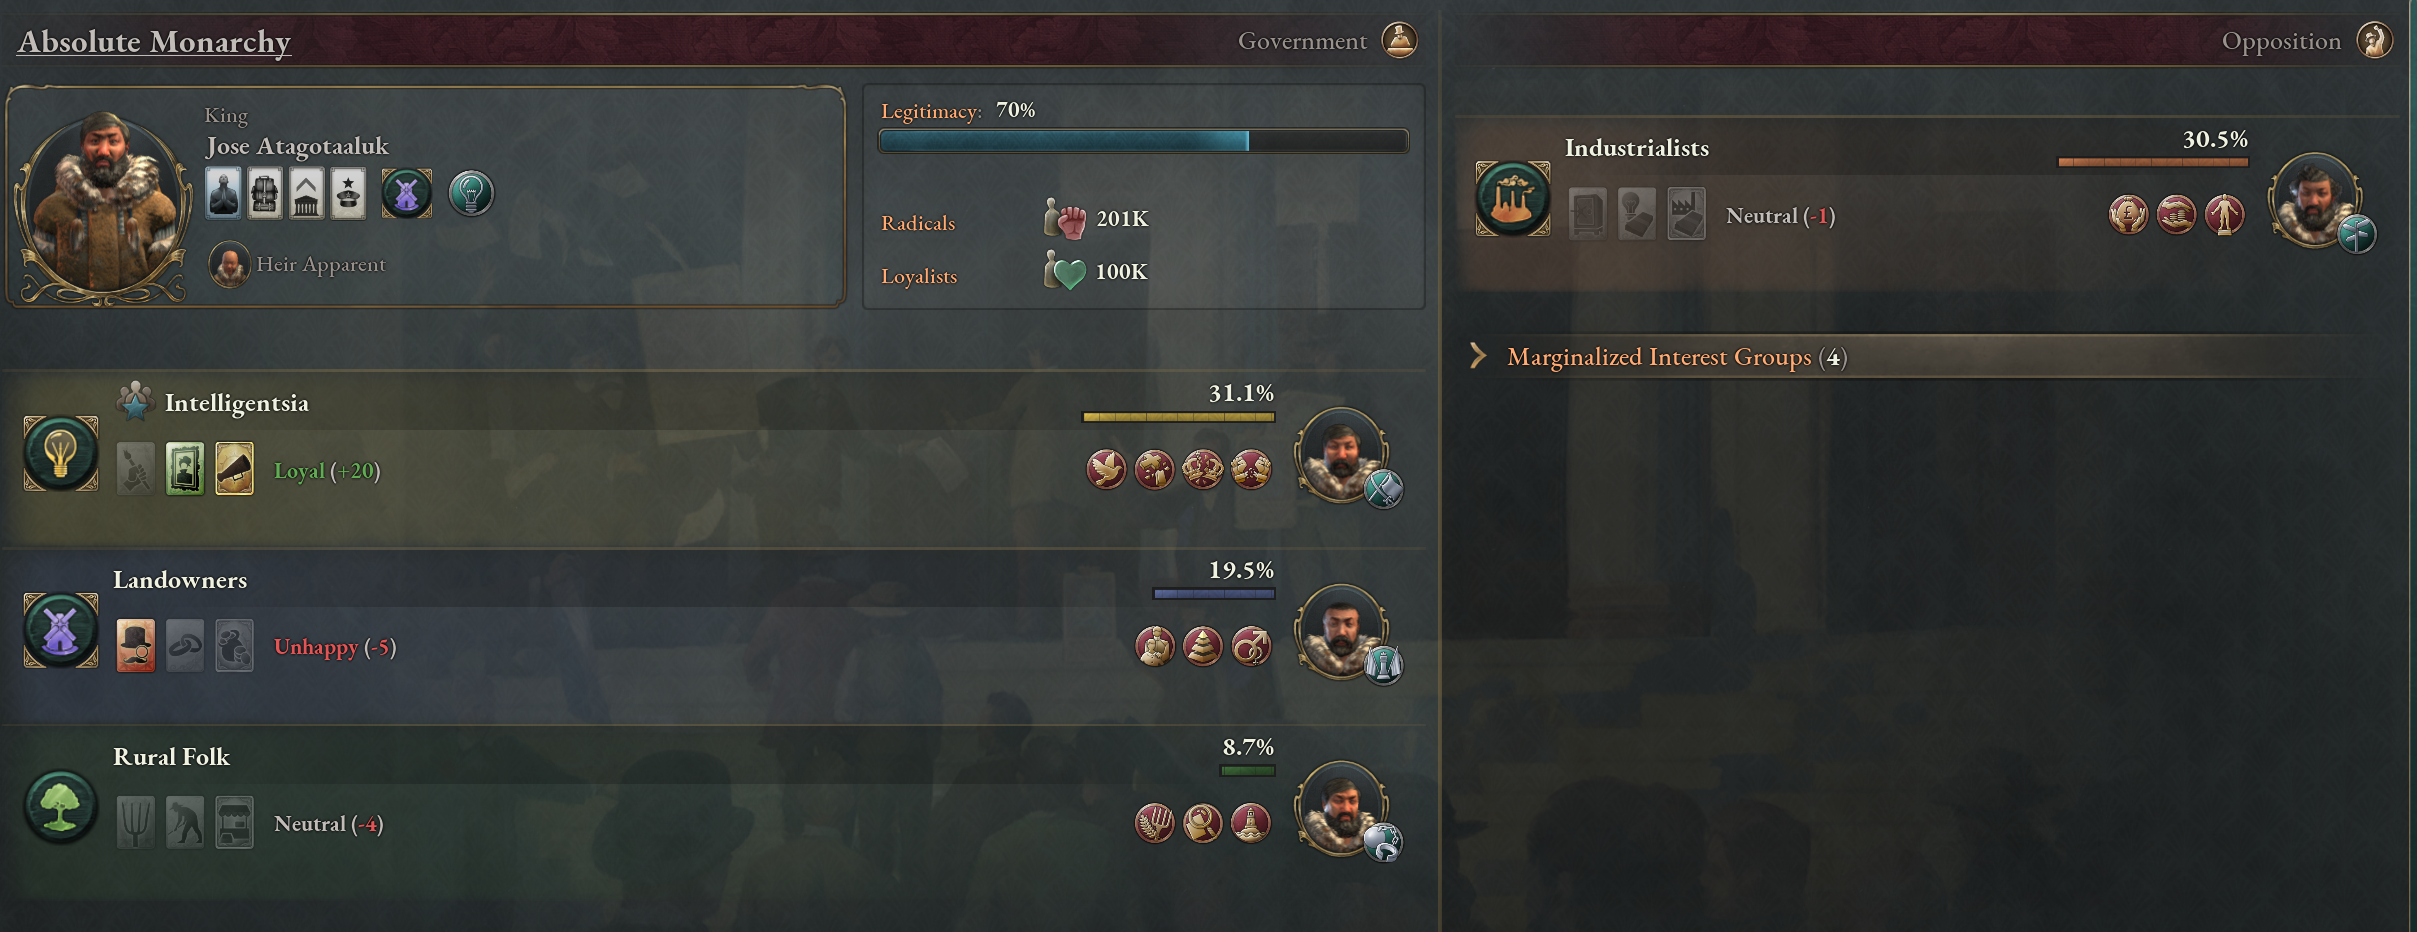 Absolute Monarchy
Government
King
Jose Atagotaaluk
Heir Apparent
Legitimacy: 70%
Radicals 201K
Loyalists 100K
Intelligentsia
31.1%
Loyal (+20)
Landowners
19.5%
Unhappy (-5)
Rural Folk
8.7%
Neutral (-4)
Opposition
Industrialists
30.5%
Neutral (-1)
Marginalized Interest Groups (4)